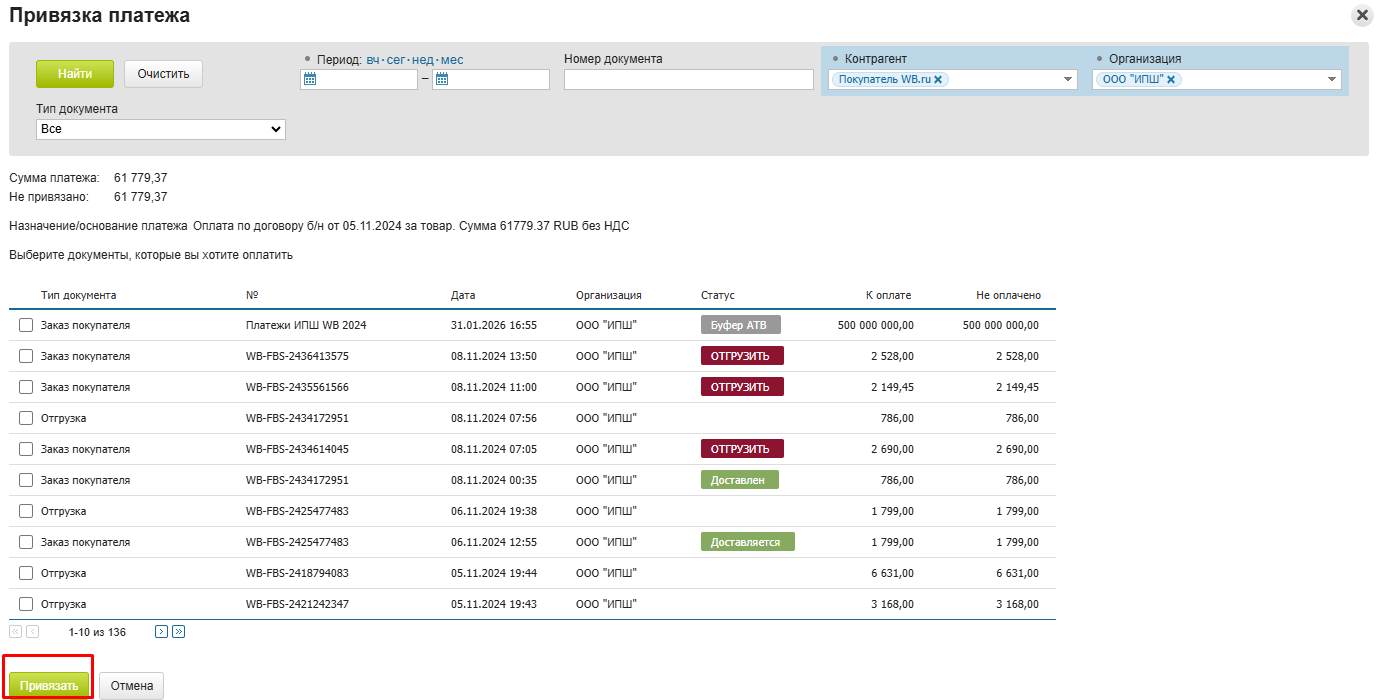 Привязка платежа
Найти Очистить Период: вч·сег·нед·мес Номер документа Контрагент Организация
– Покупатель WB.ru ООО "ИПШ"
Тип документа
Все
Сумма платежа: 61 779,37
Не привязано: 61 779,37
Назначение/основание платежа Оплата по договору б/н от 05.11.2024 за товар. Сумма 61779.37 RUB без НДС
Выберите документы, которые вы хотите оплатить
Тип документа № Дата Организация Статус К оплате Не оплачено
Заказ покупателя Платежи ИПШ WB 2024 31.01.2026 16:55 ООО "ИПШ" Буфер АТВ 500 000 000,00 500 000 000,00
Заказ покупателя WB-FBS-2436413575 08.11.2024 13:50 ООО "ИПШ" ОТГРУЗИТЬ 2 528,00 2 528,00
Заказ покупателя WB-FBS-2435561566 08.11.2024 11:00 ООО "ИПШ" ОТГРУЗИТЬ 2 149,45 2 149,45
Отгрузка WB-FBS-2434172951 08.11.2024 07:56 ООО "ИПШ" 786,00 786,00
Заказ покупателя WB-FBS-2434614045 08.11.2024 07:05 ООО "ИПШ" ОТГРУЗИТЬ 2 690,00 2 690,00
Заказ покупателя WB-FBS-2434172951 08.11.2024 00:35 ООО "ИПШ" Доставлен 786,00 786,00
Отгрузка WB-FBS-2425477483 06.11.2024 19:38 ООО "ИПШ" 1 799,00 1 799,00
Заказ покупателя WB-FBS-2425477483 06.11.2024 12:55 ООО "ИПШ" Доставляется 1 799,00 1 799,00
Отгрузка WB-FBS-2418794083 05.11.2024 19:44 ООО "ИПШ" 6 631,00 6 631,00
Отгрузка WB-FBS-2421242347 05.11.2024 19:43 ООО "ИПШ" 3 168,00 3 168,00
1-10 из 136
Привязать Отмена